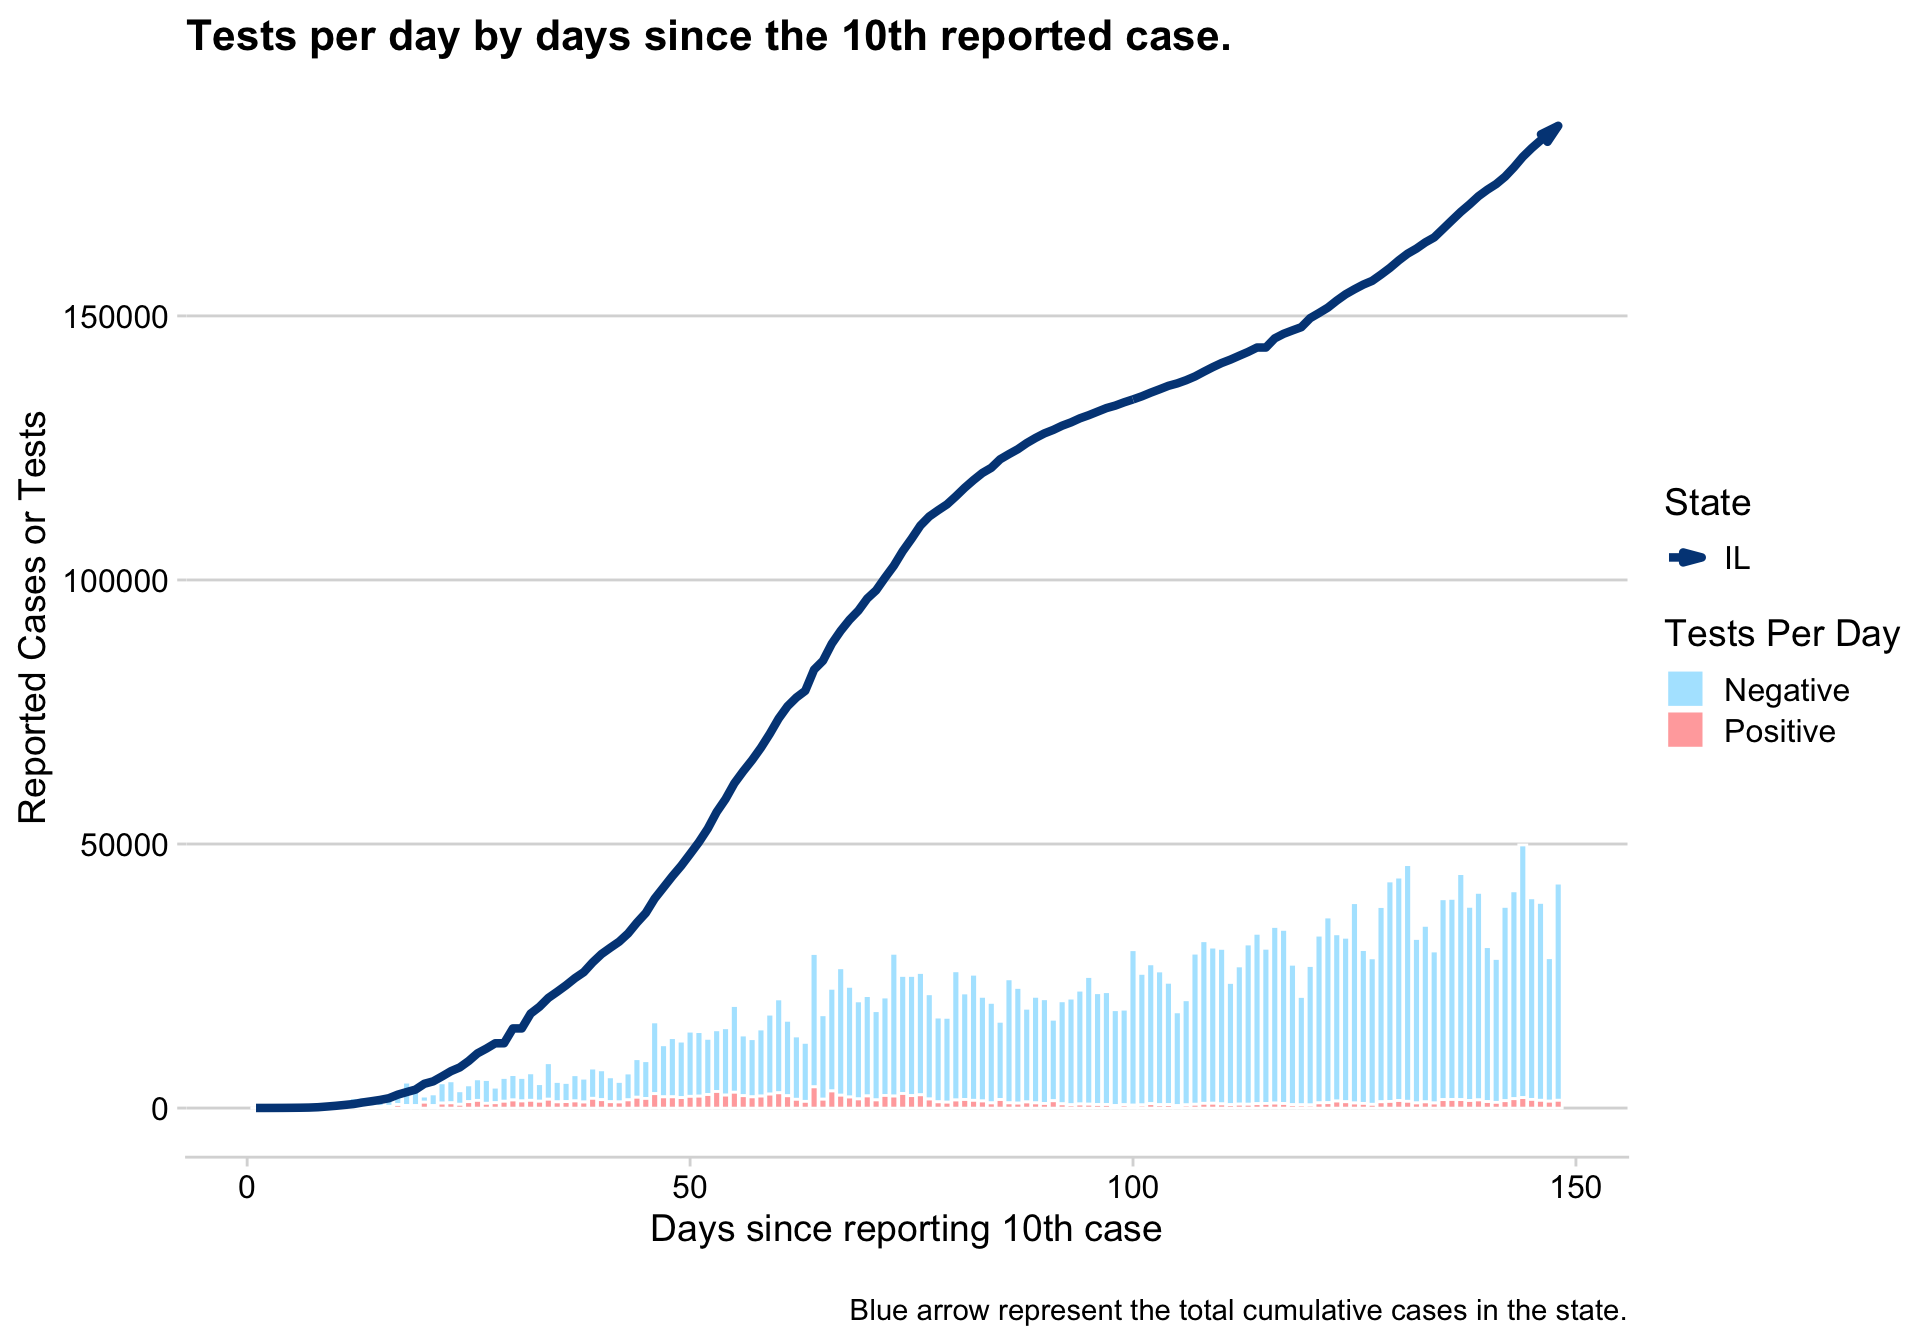 Tests per day by days since the 10th reported case.
Reported Cases or Tests
150000
100000
50000
0
0
50
100
150
Days since reporting 10th case
State
IL
Tests Per Day
Negative
Positive
Blue arrow represent the total cumulative cases in the state.